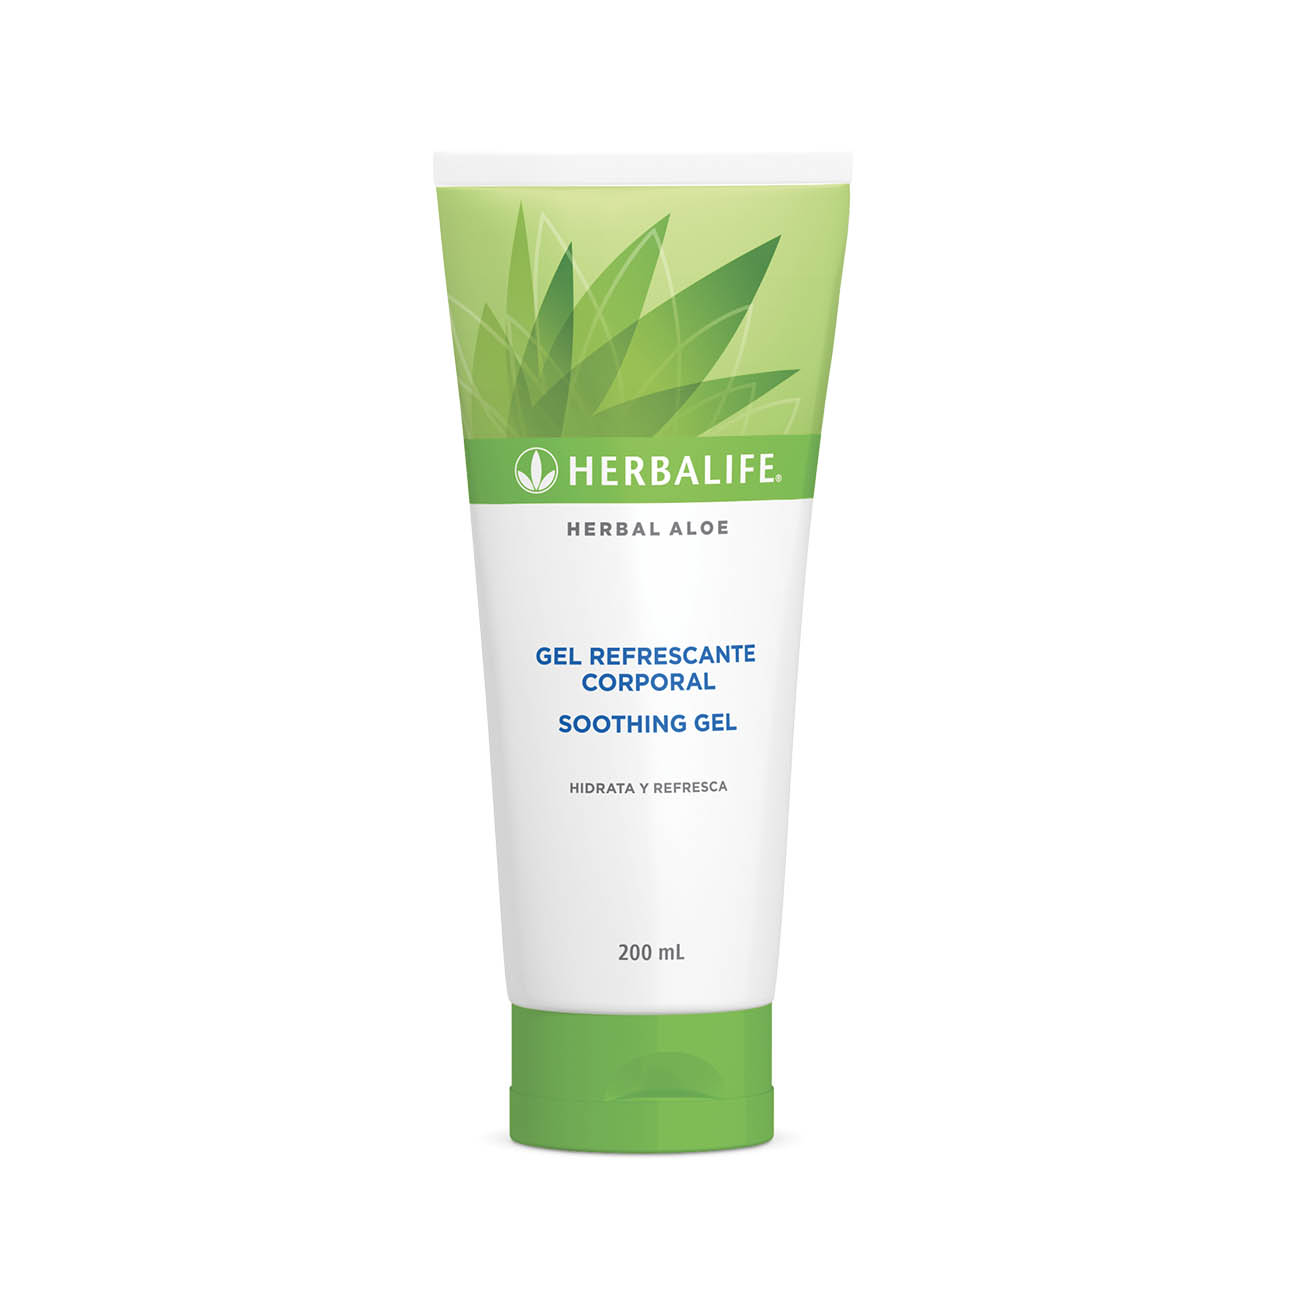 HERBALIFE®
HERBAL ALOE
GEL REFRESCANTE
CORPORAL
SOOTHING GEL
HIDRATA Y REFRESCA
200 mL